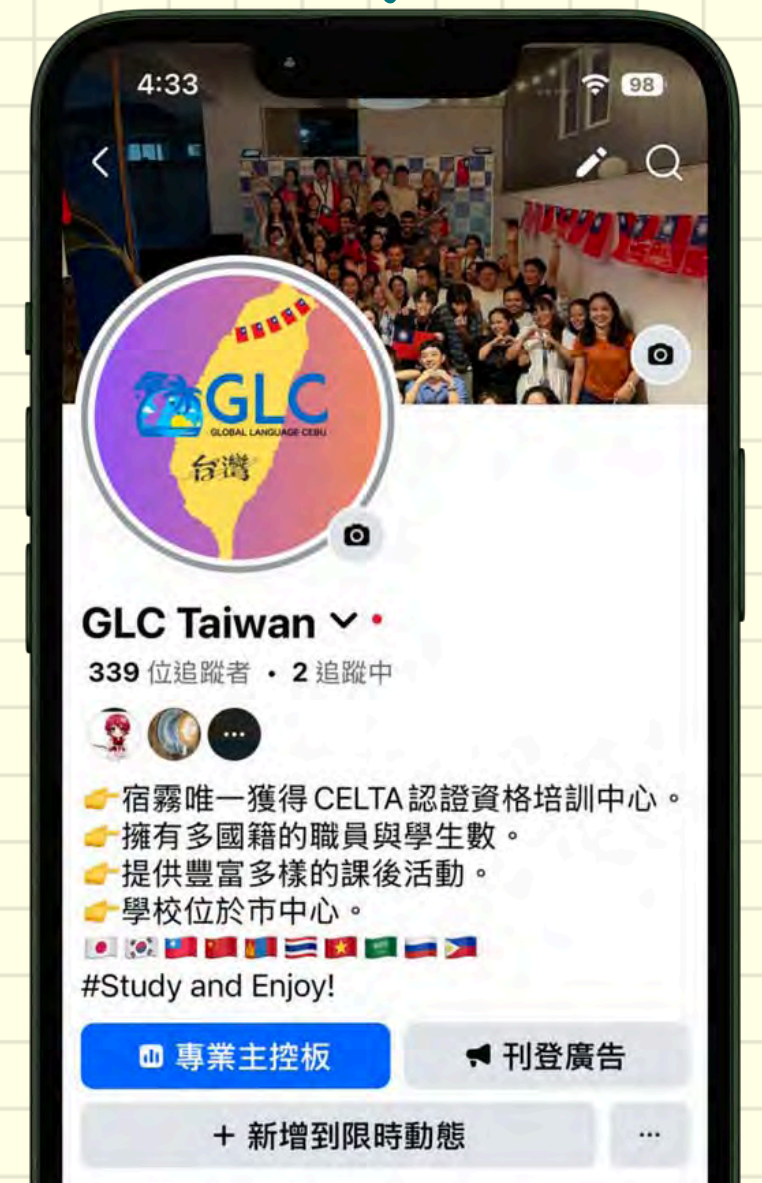 4:33
98
GLC
GLOBAL LANGUAGE CEBU
台灣
GLC Taiwan
339 位追蹤者 • 2 追蹤中
👉宿霧唯一獲得 CELTA 認證資格培訓中心。
👉擁有多國籍的職員與學生數。
👉提供豐富多樣的課後活動。
👉學校位於市中心。
🇯🇵🇰🇷🇹🇼🇨🇳🇲🇳🇹🇭🇻🇳🇸🇦🇷🇺🇵🇭
#Study and Enjoy!
專業主控板
刊登廣告
+ 新增到限時動態
...